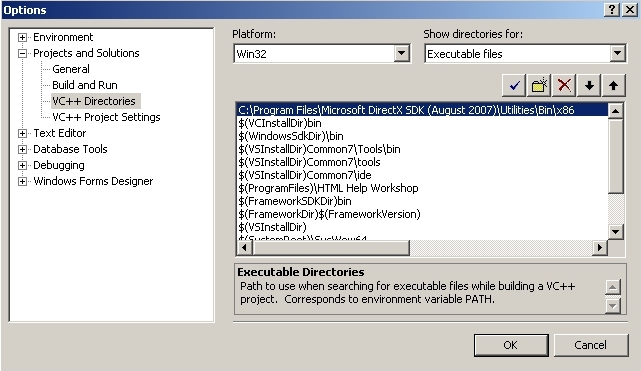 Options
Environment
Projects and Solutions
General
Build and Run
VC++ Directories
VC++ Project Settings
Text Editor
Database Tools
Debugging
Windows Forms Designer
Platform:
Show directories for:
Win32
Executable files
C:\Program Files\Microsoft DirectX SDK (August 2007)\Utilities\Bin\x86
$(VCInstallDir)bin
$(WindowsSdkDir)\bin
$(VSInstallDir)Common7\Tools\bin
$(VSInstallDir)Common7\tools
$(VSInstallDir)Common7\ide
$(ProgramFiles)\HTML Help Workshop
$(FrameworkSDKDir)bin
$(FrameworkDir)$(FrameworkVersion)
$(VSInstallDir)
$(SystemRoot)\SysWow64
Executable Directories
Path to use when searching for executable files while building a VC++
project. Corresponds to environment variable PATH.
OK
Cancel